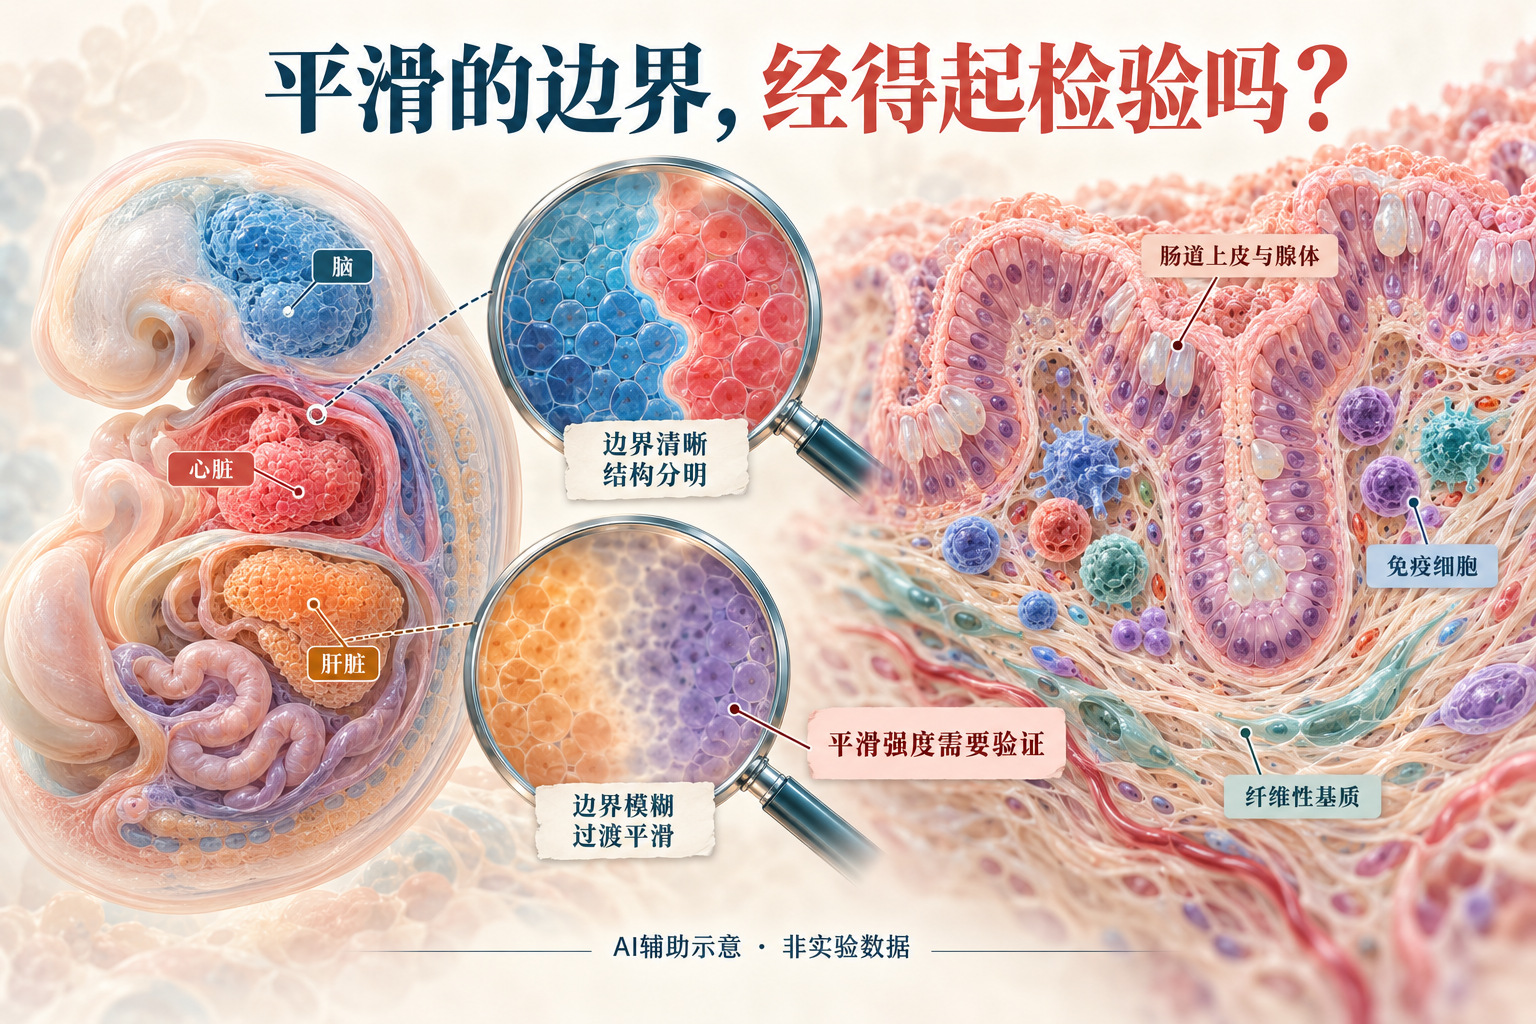 平滑的边界，经得起检验吗？
脑
心脏
肝脏
边界清晰
结构分明
边界模糊
过渡平滑
平滑强度需要验证
肠道上皮与腺体
免疫细胞
纤维性基质
AI辅助示意 · 非实验数据